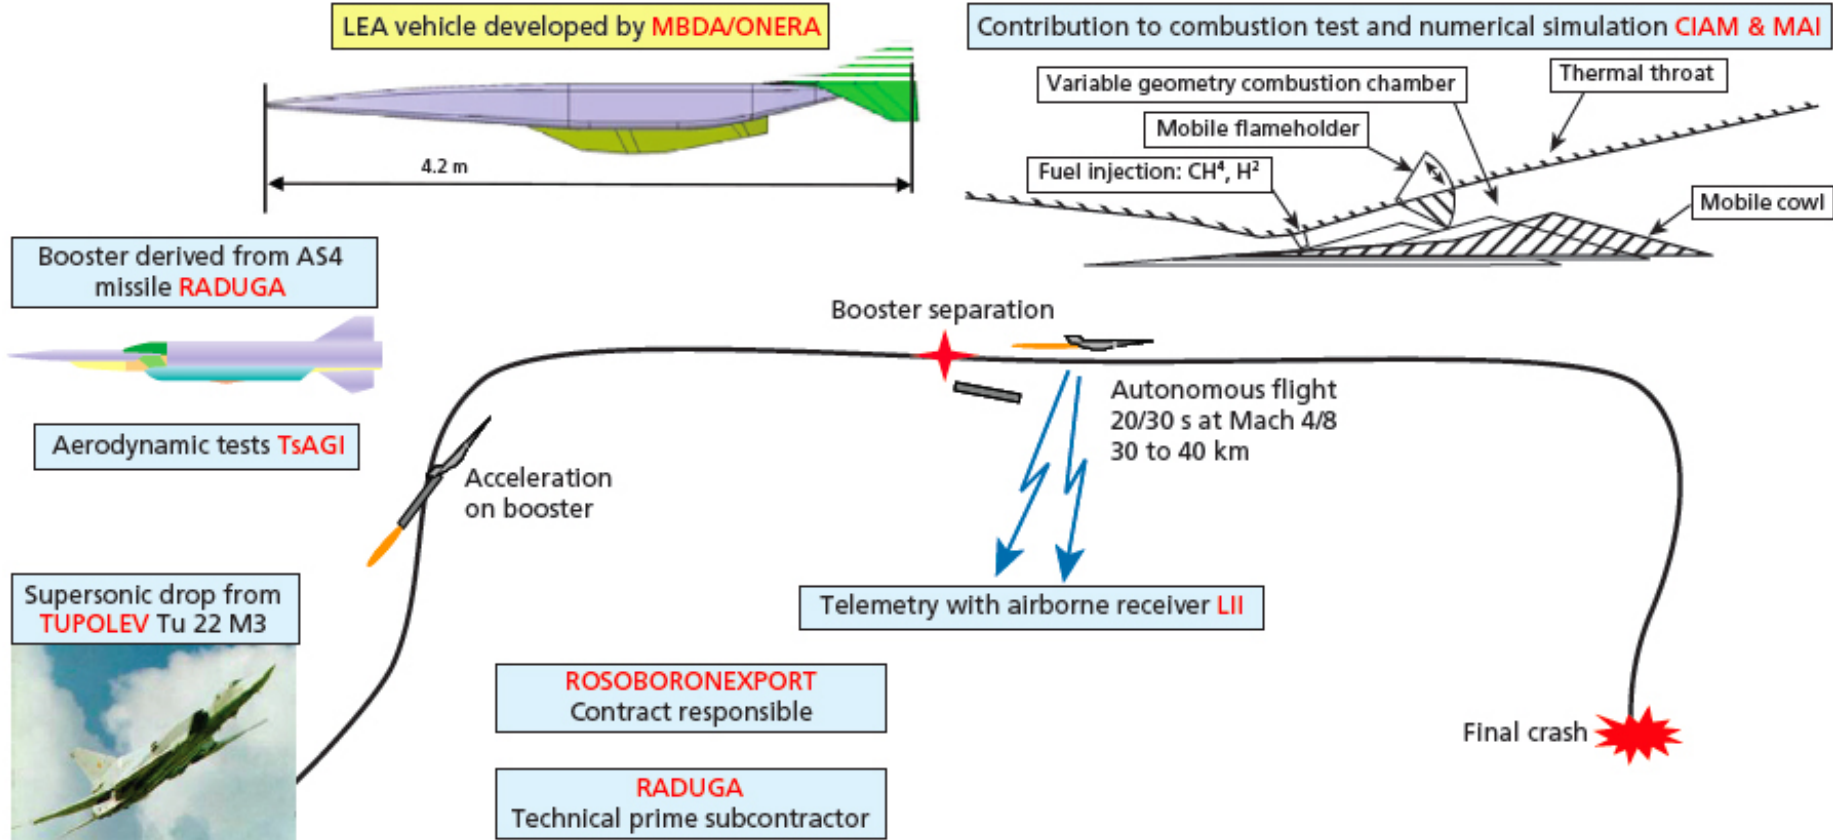 LEA vehicle developed by MBDA/ONERA
4.2 m
Contribution to combustion test and numerical simulation CIAM & MAI
Variable geometry combustion chamber
Thermal throat
Mobile flameholder
Fuel injection: CH⁴, H²
Mobile cowl
Booster derived from AS4
missile RADUGA
Aerodynamic tests TsAGI
Booster separation
Autonomous flight
20/30 s at Mach 4/8
30 to 40 km
Acceleration
on booster
Supersonic drop from
TUPOLEV Tu 22 M3
Telemetry with airborne receiver LII
ROSOBORONEXPORT
Contract responsible
RADUGA
Technical prime subcontractor
Final crash